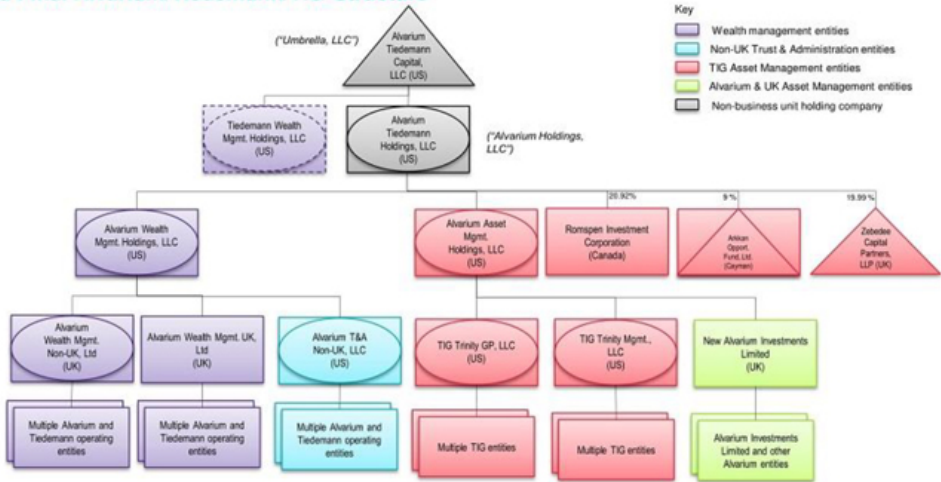 Key
Wealth management entities
Non-UK Trust & Administration entities
TIG Asset Management entities
Alvarium & UK Asset Management entities
Non-business unit holding company
("Umbrella, LLC")
Alvarium
Tiedemann
Capital,
LLC (US)
Tiedemann Wealth
Mgmt. Holdings, LLC
(US)
Alvarium
Tiedemann
Holdings, LLC
(US)
("Alvarium Holdings,
LLC")
20.92%
9 %
19.99 %
Alvarium Wealth
Mgmt. Holdings, LLC
(US)
Alvarium Asset
Mgmt.
Holdings, LLC
(US)
Romspen Investment
Corporation
(Canada)
Arkkan
Opport.
Fund, Ltd.
(Cayman)
Zebedee
Capital
Partners,
LLP (UK)
Alvarium
Wealth Mgmt.
Non-UK, Ltd
(UK)
Alvarium Wealth Mgmt. UK,
Ltd
(UK)
Alvarium T&A
Non-UK, LLC
(US)
TIG Trinity GP, LLC
(US)
TIG Trinity Mgmt.,
LLC
(US)
New Alvarium Investments
Limited
(UK)
Multiple Alvarium and
Tiedemann operating
entities
Multiple Alvarium and
Tiedemann operating
entities
Multiple Alvarium and
Tiedemann operating
entities
Multiple TIG entities
Multiple TIG entities
Alvarium Investments
Limited and other
Alvarium entities